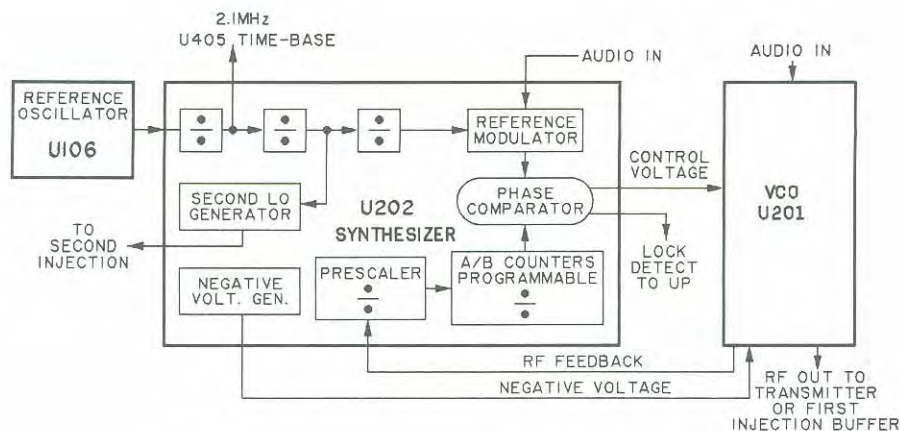 2.1MHz
U405 TIME-BASE
AUDIO IN
AUDIO IN
REFERENCE
OSCILLATOR
U106
÷
÷
÷
REFERENCE
MODULATOR
CONTROL
VOLTAGE
SECOND LO
GENERATOR
U202
SYNTHESIZER
PHASE
COMPARATOR
VCO
U201
TO
SECOND
INJECTION
LOCK
DETECT
TO UP
NEGATIVE
VOLT. GEN.
PRESCALER
÷
A/B COUNTERS
PROGRAMMABLE
÷
RF FEEDBACK
NEGATIVE VOLTAGE
RF OUT TO
TRANSMITTER
OR FIRST
INJECTION BUFFER